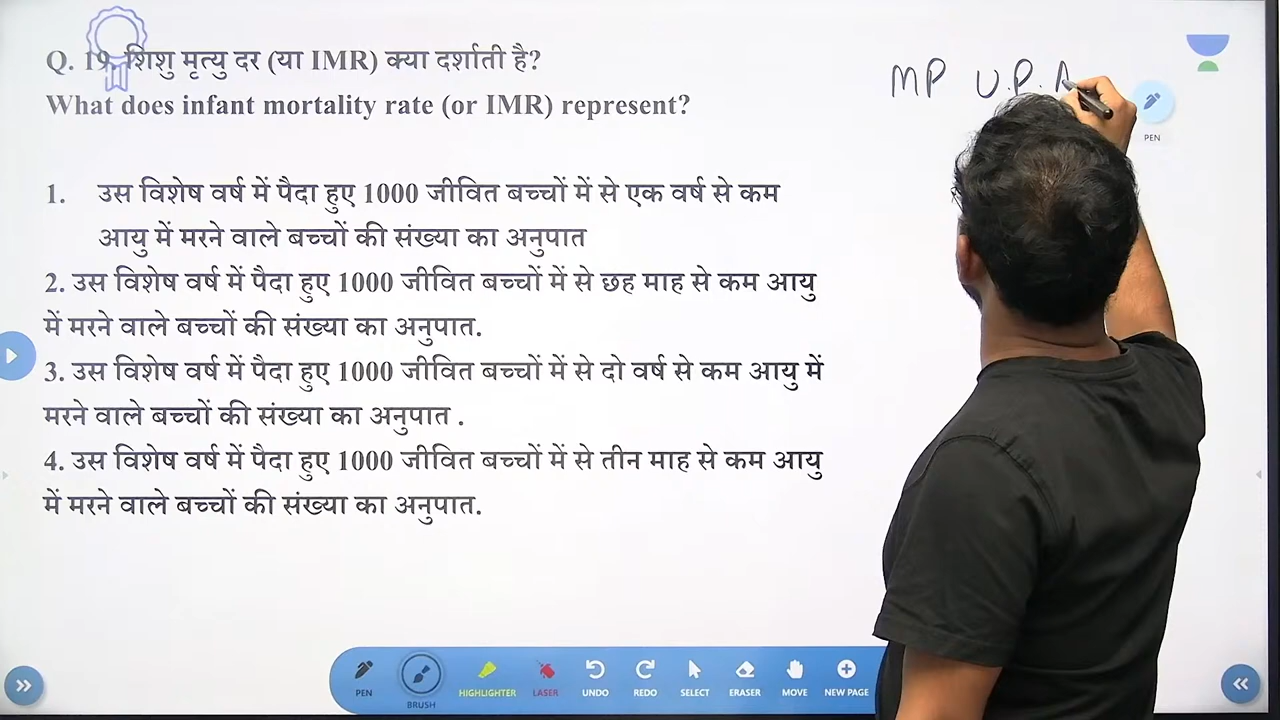 Q. 19. शिशु मृत्यु दर (या IMR) क्या दर्शाती है?
What does infant mortality rate (or IMR) represent?
MP U.P.
1. उस विशेष वर्ष में पैदा हुए 1000 जीवित बच्चों में से एक वर्ष से कम
आयु में मरने वाले बच्चों की संख्या का अनुपात
2. उस विशेष वर्ष में पैदा हुए 1000 जीवित बच्चों में से छह माह से कम आयु
में मरने वाले बच्चों की संख्या का अनुपात.
3. उस विशेष वर्ष में पैदा हुए 1000 जीवित बच्चों में से दो वर्ष से कम आयु में
मरने वाले बच्चों की संख्या का अनुपात .
4. उस विशेष वर्ष में पैदा हुए 1000 जीवित बच्चों में से तीन माह से कम आयु
में मरने वाले बच्चों की संख्या का अनुपात.
PEN
PEN BRUSH HIGHLIGHTER LASER UNDO REDO SELECT ERASER MOVE NEW PAGE